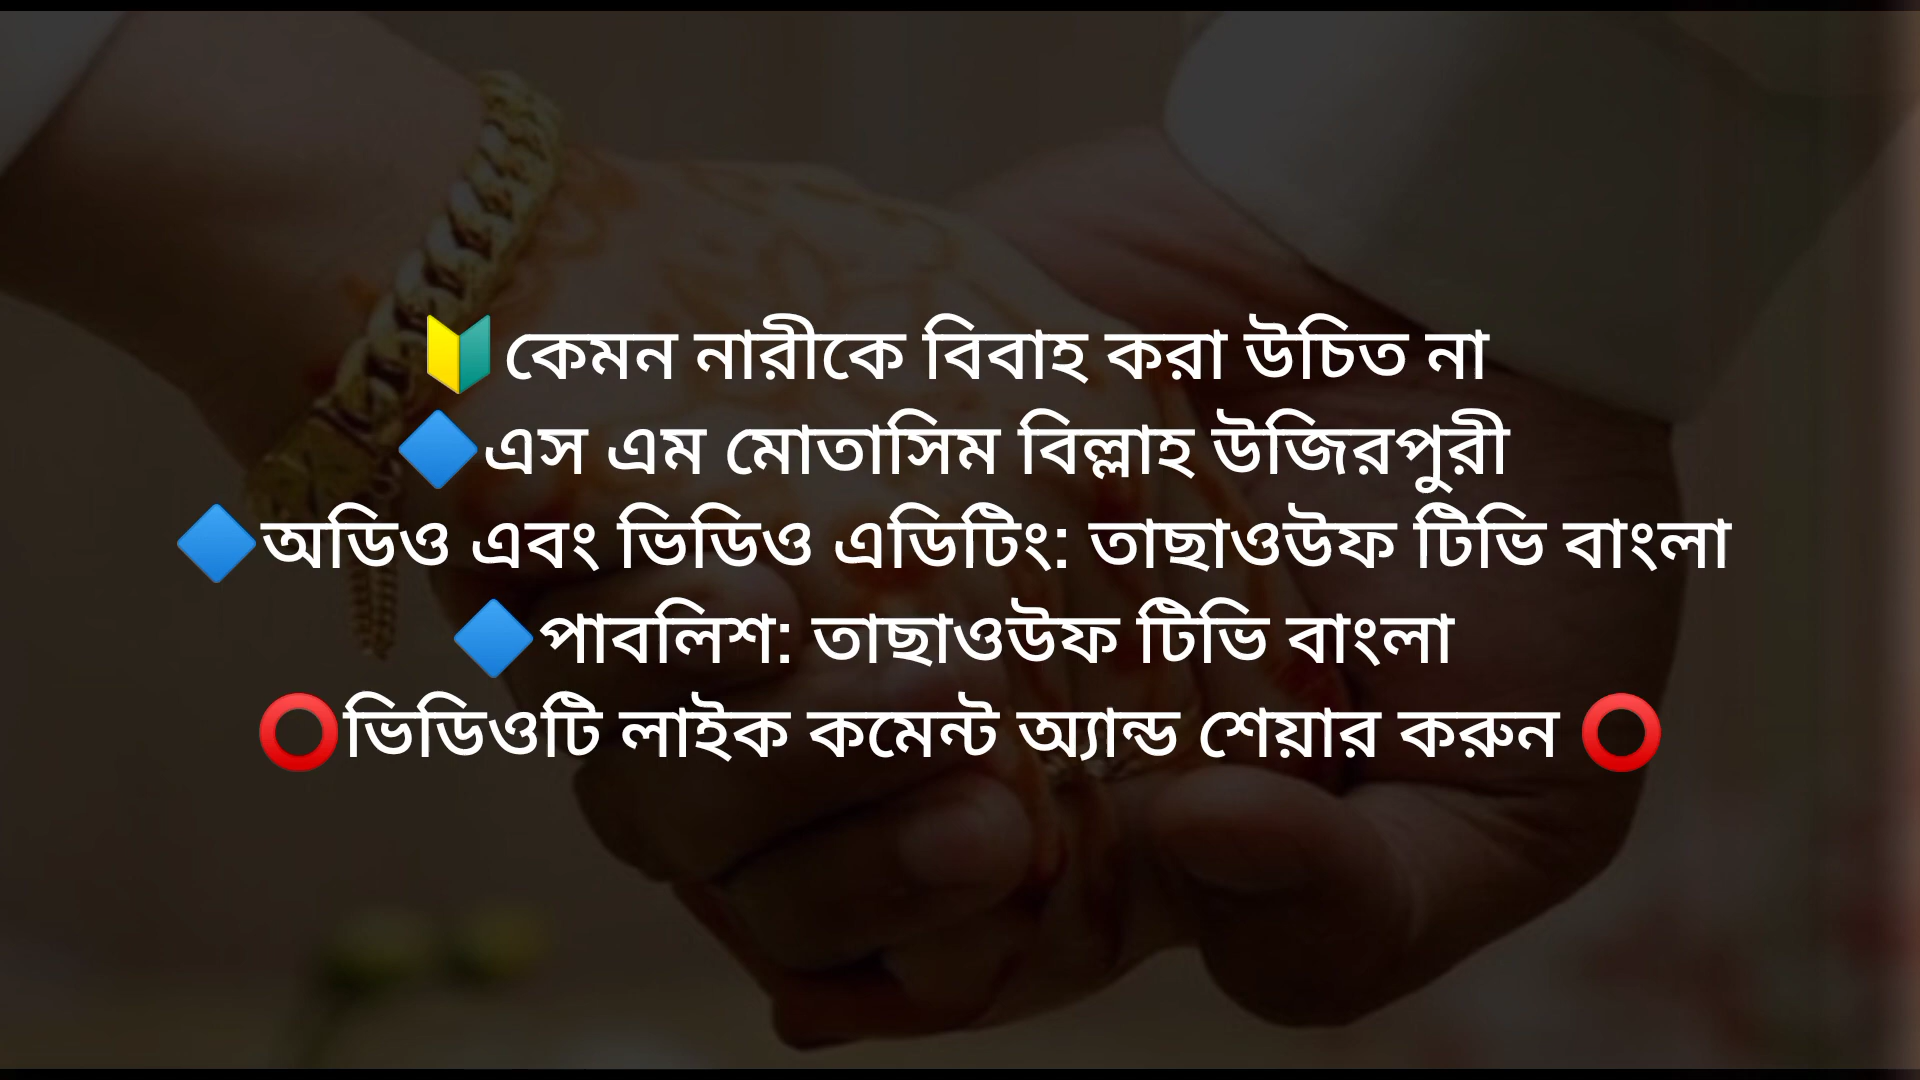 🔰কেমন নারীকে বিবাহ করা উচিত না
🔷এস এম মোতাসিম বিল্লাহ উজিরপুরী
🔷অডিও এবং ভিডিও এডিটিং: তাছাওউফ টিভি বাংলা
🔷পাবলিশ: তাছাওউফ টিভি বাংলা
⭕ভিডিওটি লাইক কমেন্ট অ্যান্ড শেয়ার করুন ⭕